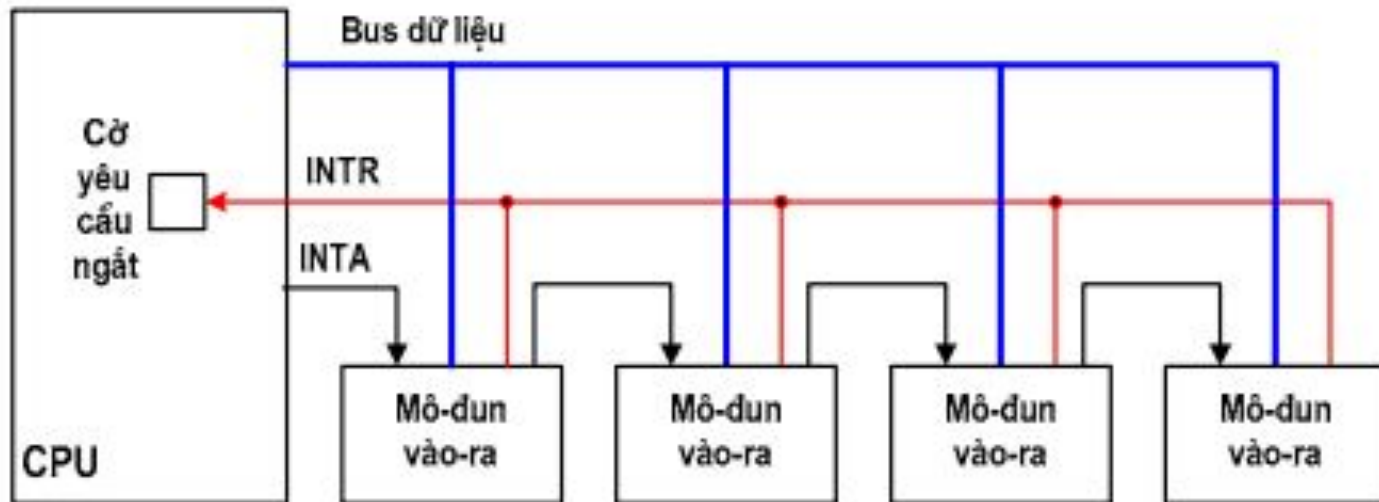 Bus dữ liệu
Cờ
yêu
cầu
ngắt
INTR
INTA
CPU
Mô-đun
vào-ra
Mô-đun
vào-ra
Mô-đun
vào-ra
Mô-đun
vào-ra